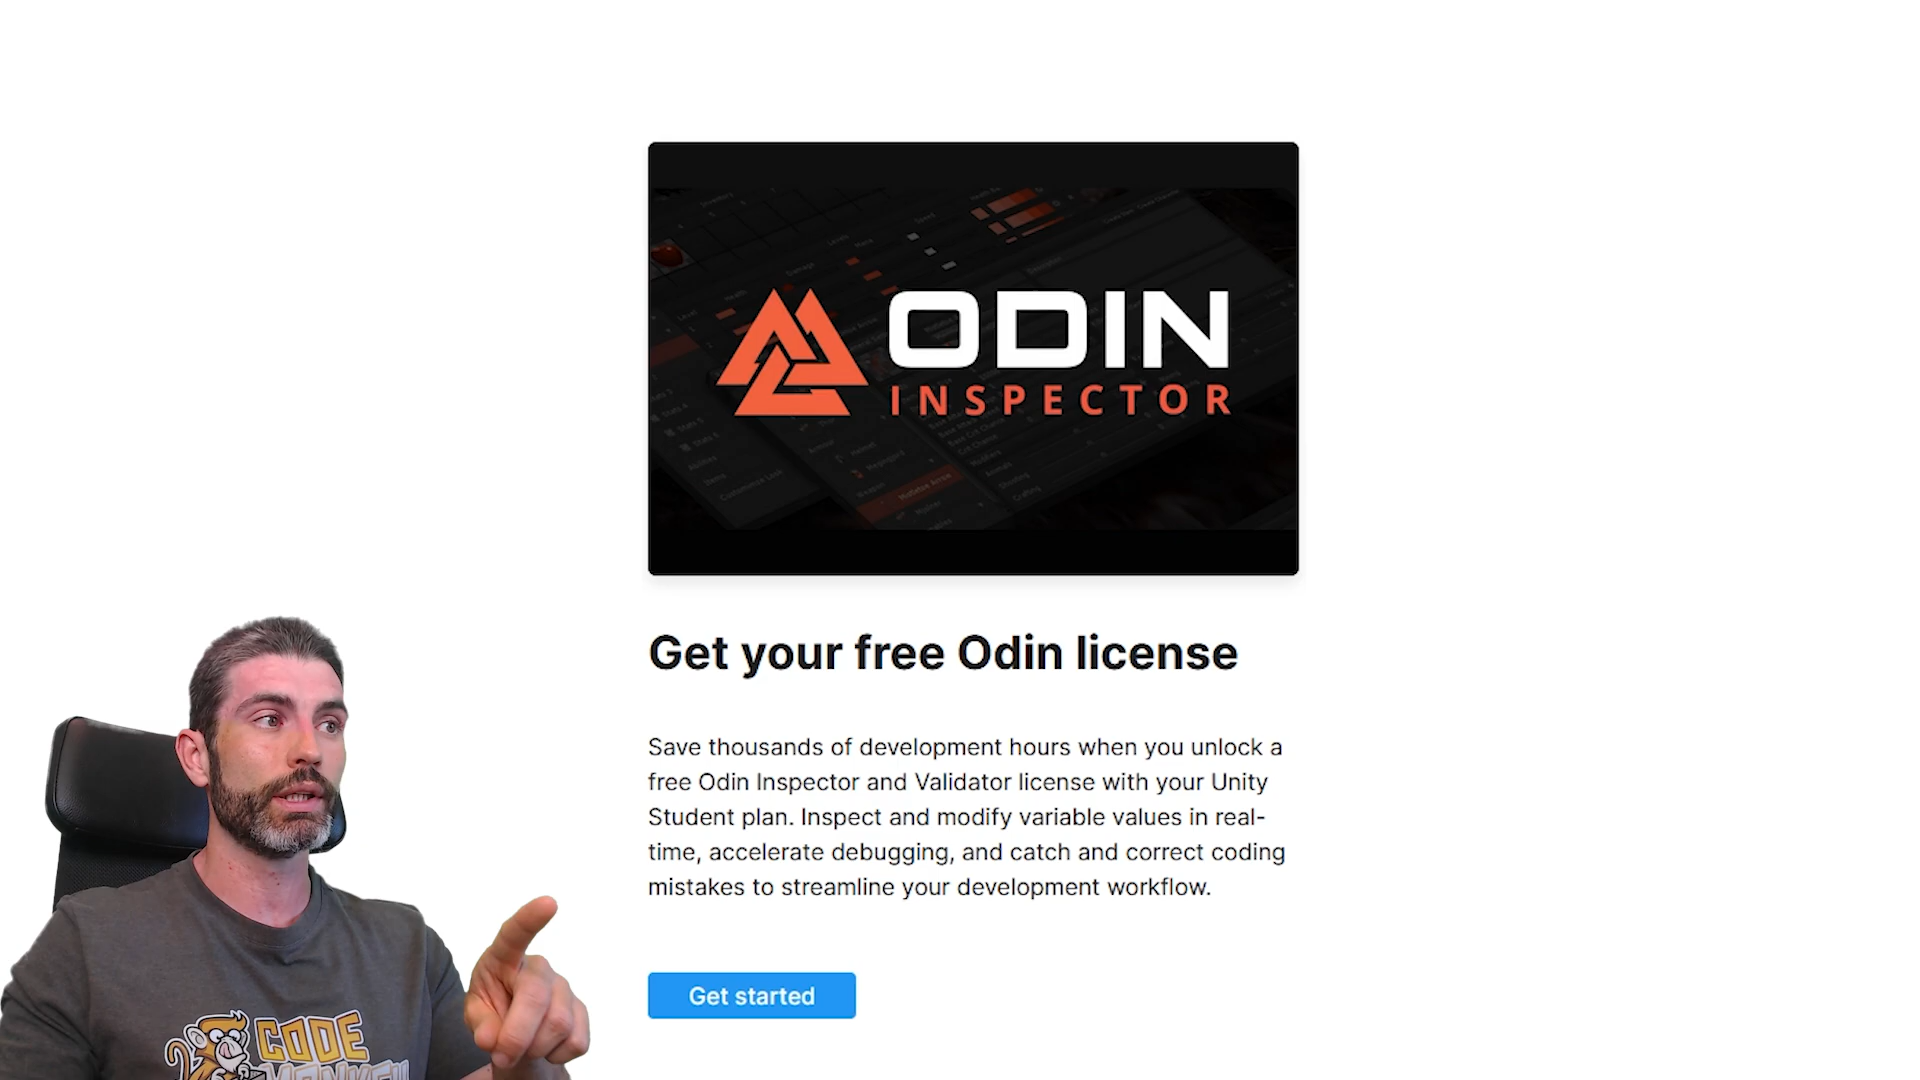 ODIN
INSPECTOR
Get your free Odin license
Save thousands of development hours when you unlock a
free Odin Inspector and Validator license with your Unity
Student plan. Inspect and modify variable values in real-
time, accelerate debugging, and catch and correct coding
mistakes to streamline your development workflow.
Get started
CODE
MONKEY